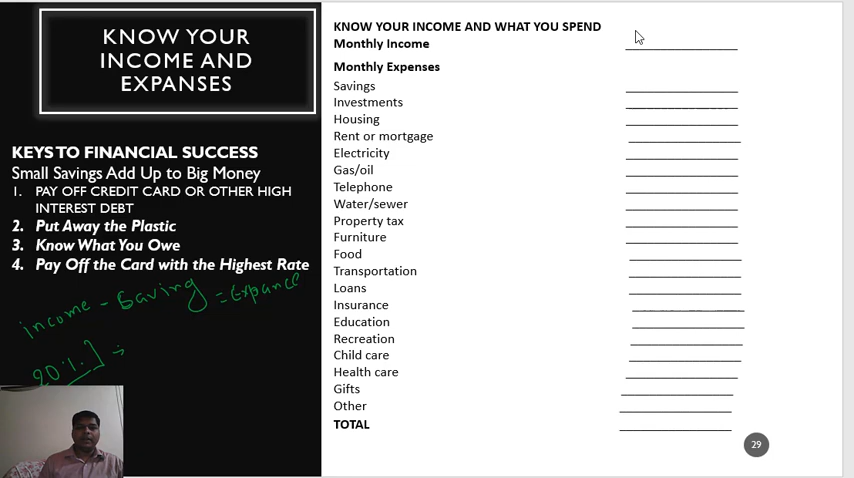 KNOW YOUR
INCOME AND
EXPANSES
KEYS TO FINANCIAL SUCCESS
Small Savings Add Up to Big Money
1. PAY OFF CREDIT CARD OR OTHER HIGH
INTEREST DEBT
2. Put Away the Plastic
3. Know What You Owe
4. Pay Off the Card with the Highest Rate
income - Saving = Expance
20%] ÷
KNOW YOUR INCOME AND WHAT YOU SPEND
Monthly Income
Monthly Expenses
Savings
Investments
Housing
Rent or mortgage
Electricity
Gas/oil
Telephone
Water/sewer
Property tax
Furniture
Food
Transportation
Loans
Insurance
Education
Recreation
Child care
Health care
Gifts
Other
TOTAL
29